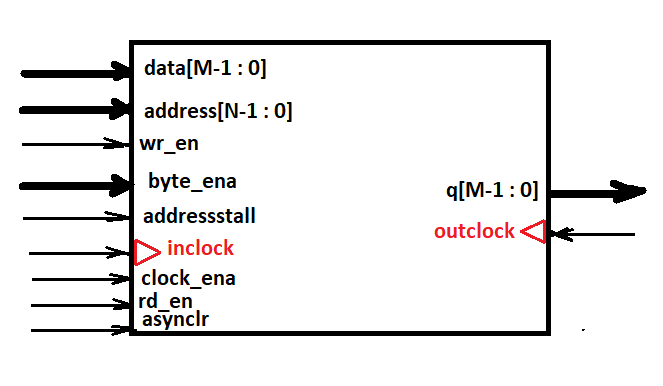 data[M-1 : 0]
address[N-1 : 0]
wr_en
byte_ena
addressstall
inclock
clock_ena
rd_en
asynclr
q[M-1 : 0]
outclock